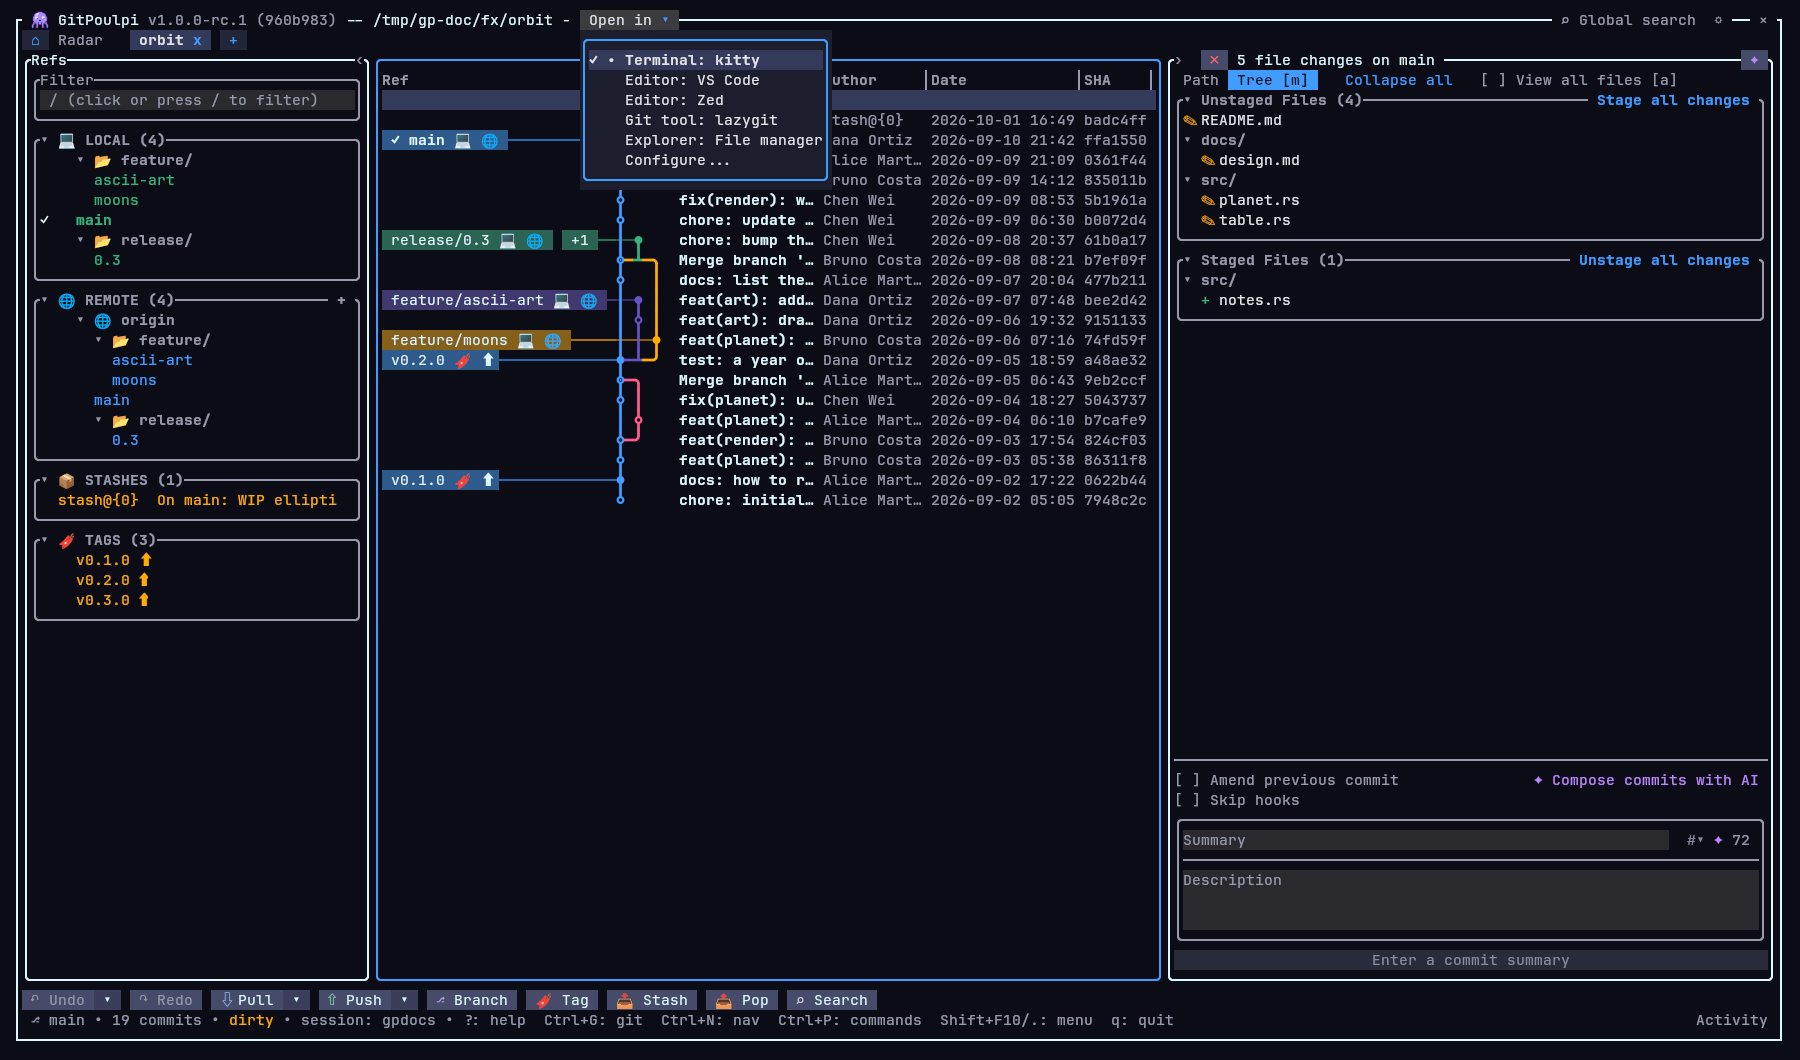 GitPoulpi v1.0.0-rc.1 (960b983) —— /tmp/gp-doc/fx/orbit - Open in ▾ ⌕ Global search ⚙ — ×
⌂ Radar orbit x +
Refs ‹
Filter
/ (click or press / to filter)
▾ 💻 LOCAL (4)
▾ 📂 feature/
ascii-art
moons
✓ main
▾ 📂 release/
0.3
▾ 🌐 REMOTE (4) +
▾ 🌐 origin
▾ 📂 feature/
ascii-art
moons
main
▾ 📂 release/
0.3
▾ 📦 STASHES (1)
stash@{0} On main: WIP ellipti
▾ TAGS (3)
v0.1.0 ⬆
v0.2.0 ⬆
v0.3.0 ⬆
✓ • Terminal: kitty
Editor: VS Code
Editor: Zed
Git tool: lazygit
Explorer: File manager
Configure...
Ref uthor Date SHA
tash@{0} 2026-10-01 16:49 badc4ff
✓ main ana Ortiz 2026-09-10 21:42 ffa1550
lice Mart… 2026-09-09 21:09 0361f44
runo Costa 2026-09-09 14:12 835011b
fix(render): w… Chen Wei 2026-09-09 08:53 5b1961a
chore: update … Chen Wei 2026-09-09 06:30 b0072d4
release/0.3 +1 chore: bump th… Chen Wei 2026-09-08 20:37 61b0a17
Merge branch '… Bruno Costa 2026-09-08 08:21 b7ef09f
docs: list the… Alice Mart… 2026-09-07 20:04 477b211
feature/ascii-art feat(art): add… Dana Ortiz 2026-09-07 07:48 bee2d42
feat(art): dra… Dana Ortiz 2026-09-06 19:32 9151133
feature/moons feat(planet): … Bruno Costa 2026-09-06 07:16 74fd59f
v0.2.0 ⬆ test: a year o… Dana Ortiz 2026-09-05 18:59 a48ae32
Merge branch '… Alice Mart… 2026-09-05 06:43 9eb2ccf
fix(planet): u… Chen Wei 2026-09-04 18:27 5043737
feat(planet): … Alice Mart… 2026-09-04 06:10 b7cafe9
feat(render): … Bruno Costa 2026-09-03 17:54 824cf03
feat(planet): … Bruno Costa 2026-09-03 05:38 86311f8
v0.1.0 ⬆ docs: how to r… Alice Mart… 2026-09-02 17:22 0622b44
chore: initial… Alice Mart… 2026-09-02 05:05 7948c2c
› ✕ 5 file changes on main ✦
Path Tree [m] Collapse all [ ] View all files [a]
▾ Unstaged Files (4) Stage all changes
✎ README.md
▾ docs/
✎ design.md
▾ src/
✎ planet.rs
✎ table.rs
▾ Staged Files (1) Unstage all changes
▾ src/
+ notes.rs
[ ] Amend previous commit ✦ Compose commits with AI
[ ] Skip hooks
Summary #▾ ✦ 72
Description
Enter a commit summary
↶ Undo ▾ ↷ Redo ⇩ Pull ▾ ⇧ Push ▾ ⎇ Branch Tag Stash Pop ⌕ Search
⎇ main • 19 commits • dirty • session: gpdocs • ?: help Ctrl+G: git Ctrl+N: nav Ctrl+P: commands Shift+F10/.: menu q: quit Activity